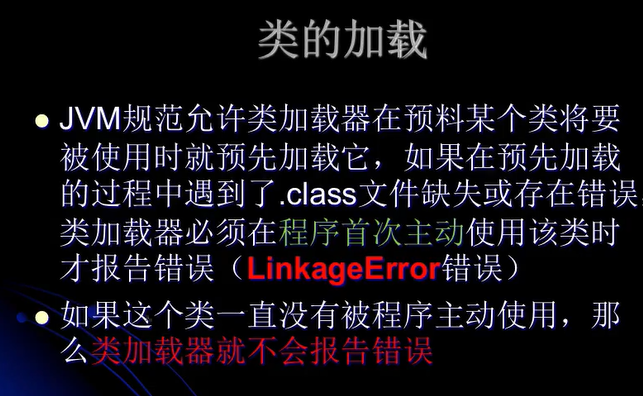 类的加载
JVM规范允许类加载器在预料某个类将要
被使用时就预先加载它，如果在预先加载
的过程中遇到了.class文件缺失或存在错误，
类加载器必须在程序首次主动使用该类时
才报告错误（LinkageError错误）
如果这个类一直没有被程序主动使用，那
么类加载器就不会报告错误